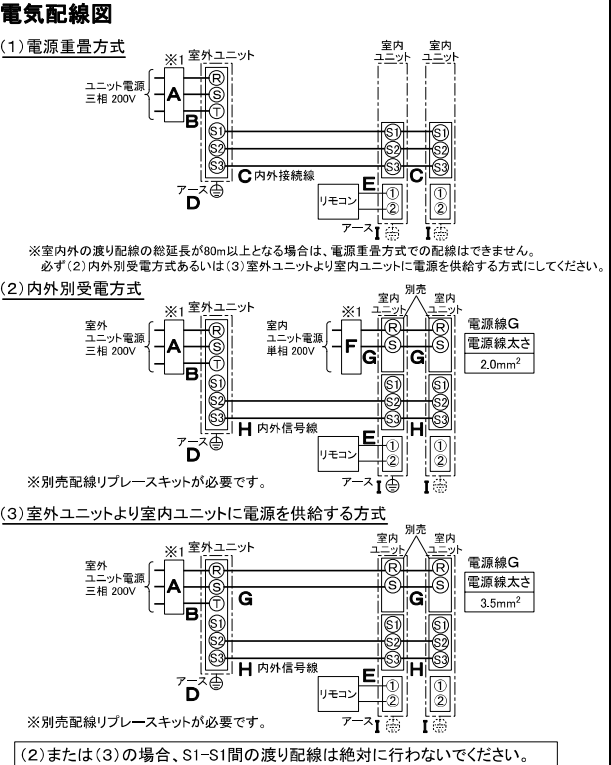 電気配線図
(1)電源重畳方式
※1 室外ユニット
室内ユニット 室内ユニット
ユニット電源
三相 200V
A
B
R
S
T
S1 S1 S1
S2 S2 S2
S3 S3 S3
C 内外接続線 C
アース
D
E
リモコン
① ①
② ②
アース I I
※室内外の渡り配線の総延長が80m以上となる場合は、電源重畳方式での配線はできません。
必ず(2)内外別受電方式あるいは(3)室外ユニットより室内ユニットに電源を供給する方式にしてください。
(2)内外別受電方式
別売
※1 室外ユニット
※1 室内ユニット 室内ユニット
室外
ユニット電源
三相 200V
A
B
R
S
T
室内
ユニット電源
単相 200V
F
R R
S S
G G
電源線G
電源線太さ
2.0mm²
S1 S1 S1
S2 S2 S2
S3 S3 S3
H 内外信号線 H
アース
D
E
リモコン
① ①
② ②
アース I I
※別売配線リプレースキットが必要です。
(3)室外ユニットより室内ユニットに電源を供給する方式
別売
※1 室外ユニット
室内ユニット 室内ユニット
室外
ユニット電源
三相 200V
A
B
R R R
S S S
T
G G
電源線G
電源線太さ
3.5mm²
S1 S1 S1
S2 S2 S2
S3 S3 S3
H 内外信号線 H
アース
D
E
リモコン
① ①
② ②
アース I I
※別売配線リプレースキットが必要です。
(2)または(3)の場合、S1-S1間の渡り配線は絶対に行わないでください。